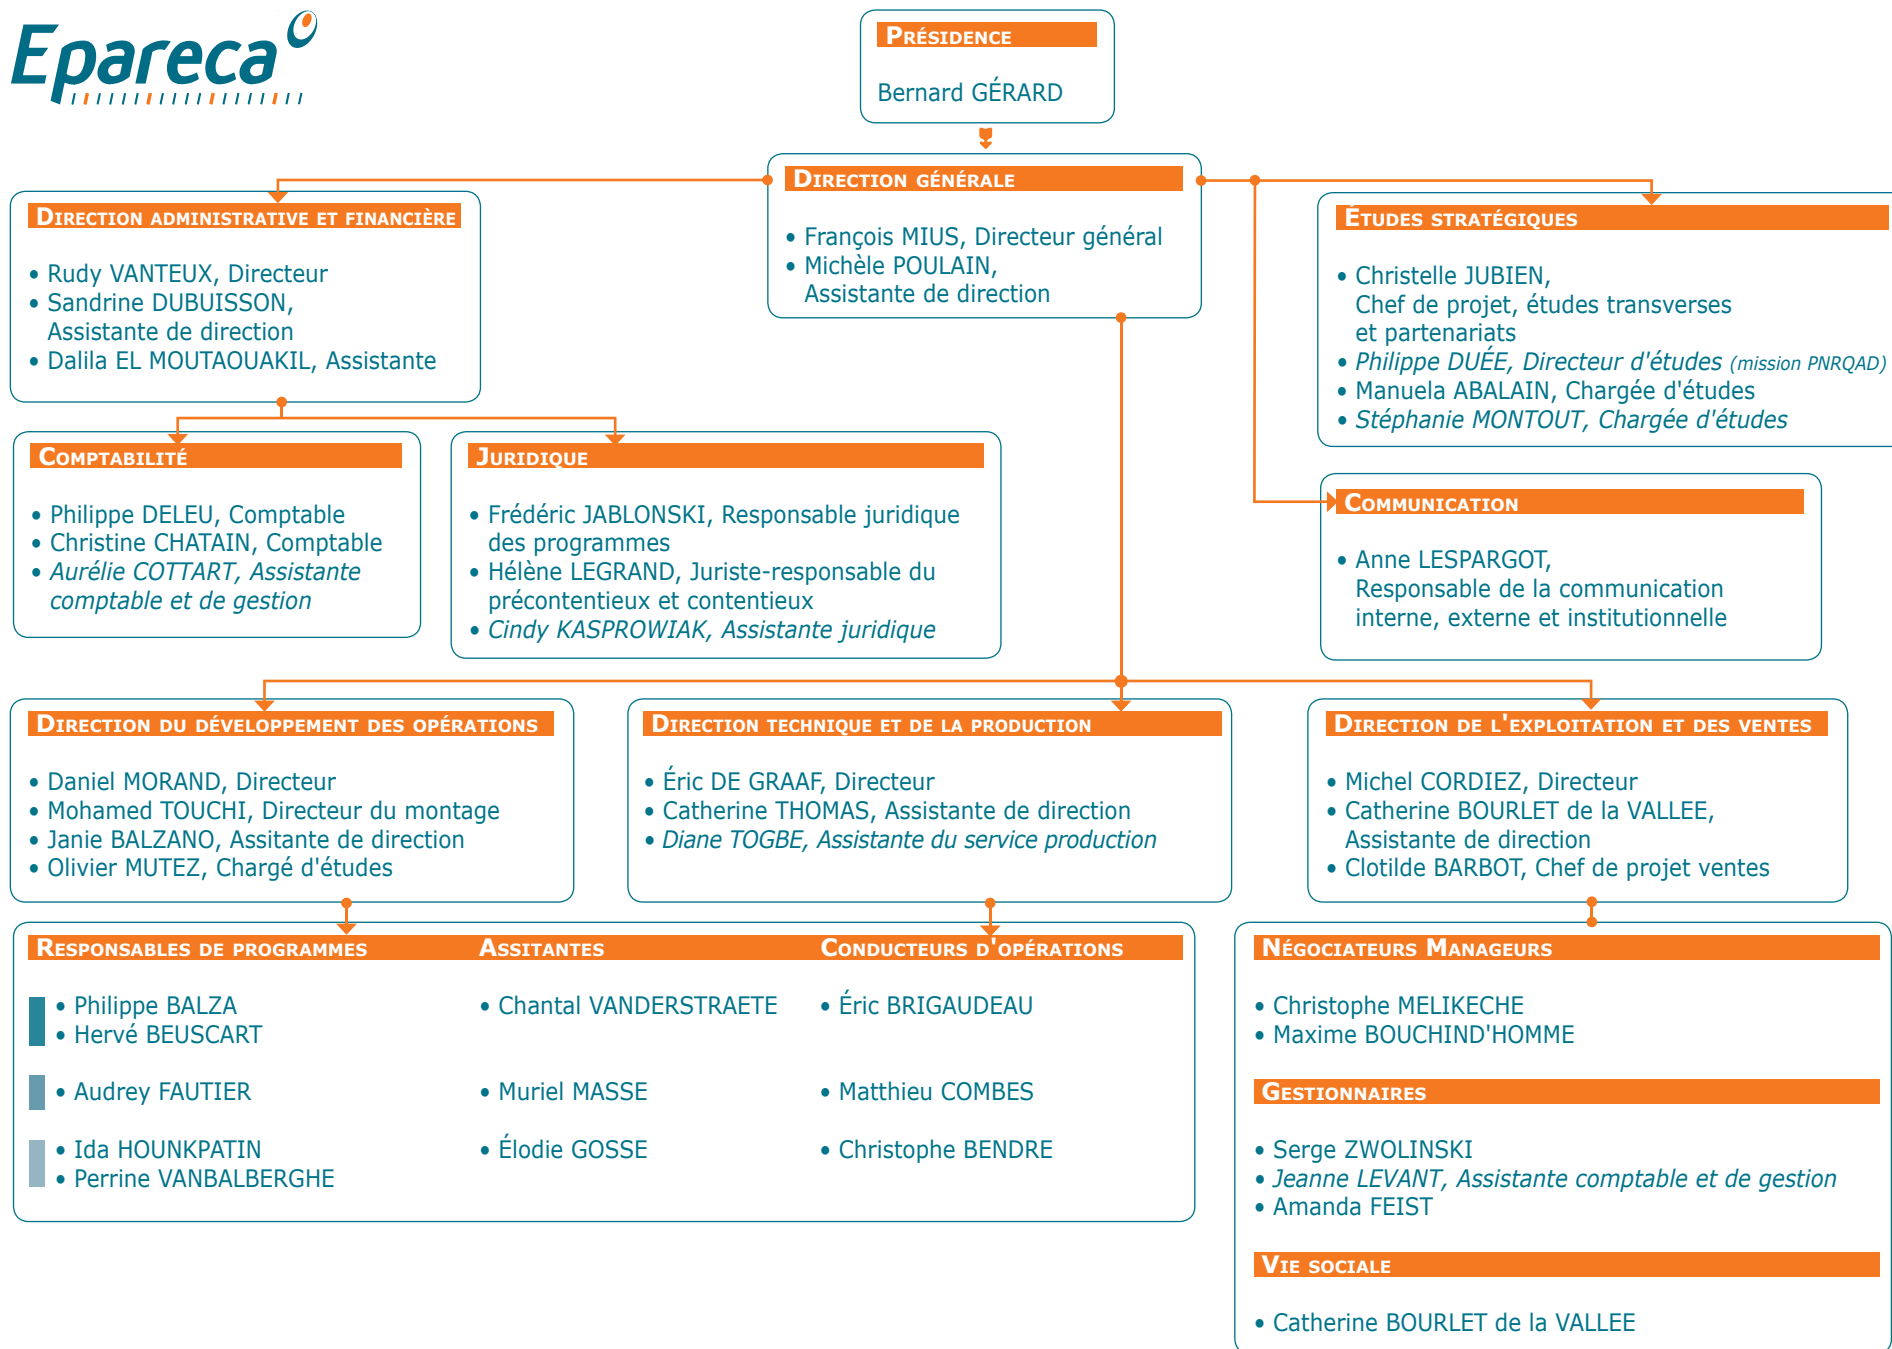 Epareca
PRÉSIDENCE
Bernard GÉRARD
DIRECTION GÉNÉRALE
• François MIUS, Directeur général
• Michèle POULAIN,
Assistante de direction
DIRECTION ADMINISTRATIVE ET FINANCIÈRE
• Rudy VANTEUX, Directeur
• Sandrine DUBUISSON,
Assistante de direction
• Dalila EL MOUTAOUAKIL, Assistante
ÉTUDES STRATÉGIQUES
• Christelle JUBIEN,
Chef de projet, études transverses
et partenariats
• Philippe DUÉE, Directeur d'études (mission PNRQAD)
• Manuela ABALAIN, Chargée d'études
• Stéphanie MONTOUT, Chargée d'études
COMPTABILITÉ
• Philippe DELEU, Comptable
• Christine CHATAIN, Comptable
• Aurélie COTTART, Assistante
comptable et de gestion
JURIDIQUE
• Frédéric JABLONSKI, Responsable juridique
des programmes
• Hélène LEGRAND, Juriste-responsable du
précontentieux et contentieux
• Cindy KASPROWIAK, Assistante juridique
COMMUNICATION
• Anne LESPARGOT,
Responsable de la communication
interne, externe et institutionnelle
DIRECTION DU DÉVELOPPEMENT DES OPÉRATIONS
• Daniel MORAND, Directeur
• Mohamed TOUCHI, Directeur du montage
• Janie BALZANO, Assitante de direction
• Olivier MUTEZ, Chargé d'études
DIRECTION TECHNIQUE ET DE LA PRODUCTION
• Éric DE GRAAF, Directeur
• Catherine THOMAS, Assistante de direction
• Diane TOGBE, Assistante du service production
DIRECTION DE L'EXPLOITATION ET DES VENTES
• Michel CORDIEZ, Directeur
• Catherine BOURLET de la VALLEE,
Assistante de direction
• Clotilde BARBOT, Chef de projet ventes
RESPONSABLES DE PROGRAMMES
ASSITANTES
CONDUCTEURS D'OPÉRATIONS
• Philippe BALZA
• Chantal VANDERSTRAETE
• Éric BRIGAUDEAU
• Hervé BEUSCART
• Audrey FAUTIER
• Muriel MASSE
• Matthieu COMBES
• Ida HOUNKPATIN
• Élodie GOSSE
• Christophe BENDRE
• Perrine VANBALBERGHE
NÉGOCIATEURS MANAGEURS
• Christophe MELIKECHE
• Maxime BOUCHIND'HOMME
GESTIONNAIRES
• Serge ZWOLINSKI
• Jeanne LEVANT, Assistante comptable et de gestion
• Amanda FEIST
VIE SOCIALE
• Catherine BOURLET de la VALLEE